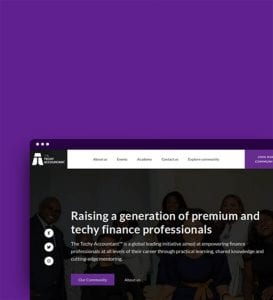 THE
TECHY
ACCOUNTANT
About us
Events
Academy
Contact us
Explore community
JOIN
COMMUN
Raising a generation of premium and
techy finance professionals
The Techy Accountant™ is a global leading initiative aimed at empowering finance
professionals at all levels of their career through practical learning, shared knowledge and
cutting-edge mentoring.
Our Community
About us